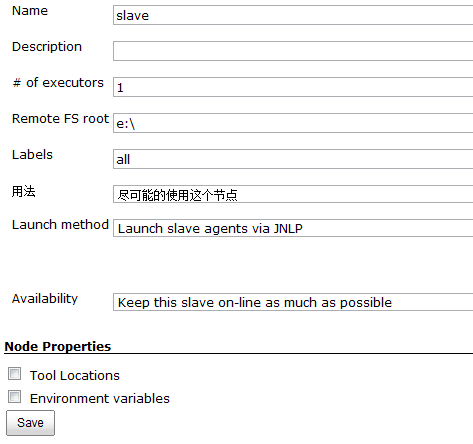 Name slave
Description
# of executors 1
Remote FS root e:\
Labels all
用法 尽可能的使用这个节点
Launch method Launch slave agents via JNLP
Availability Keep this slave on-line as much as possible
Node Properties
Tool Locations
Environment variables
Save